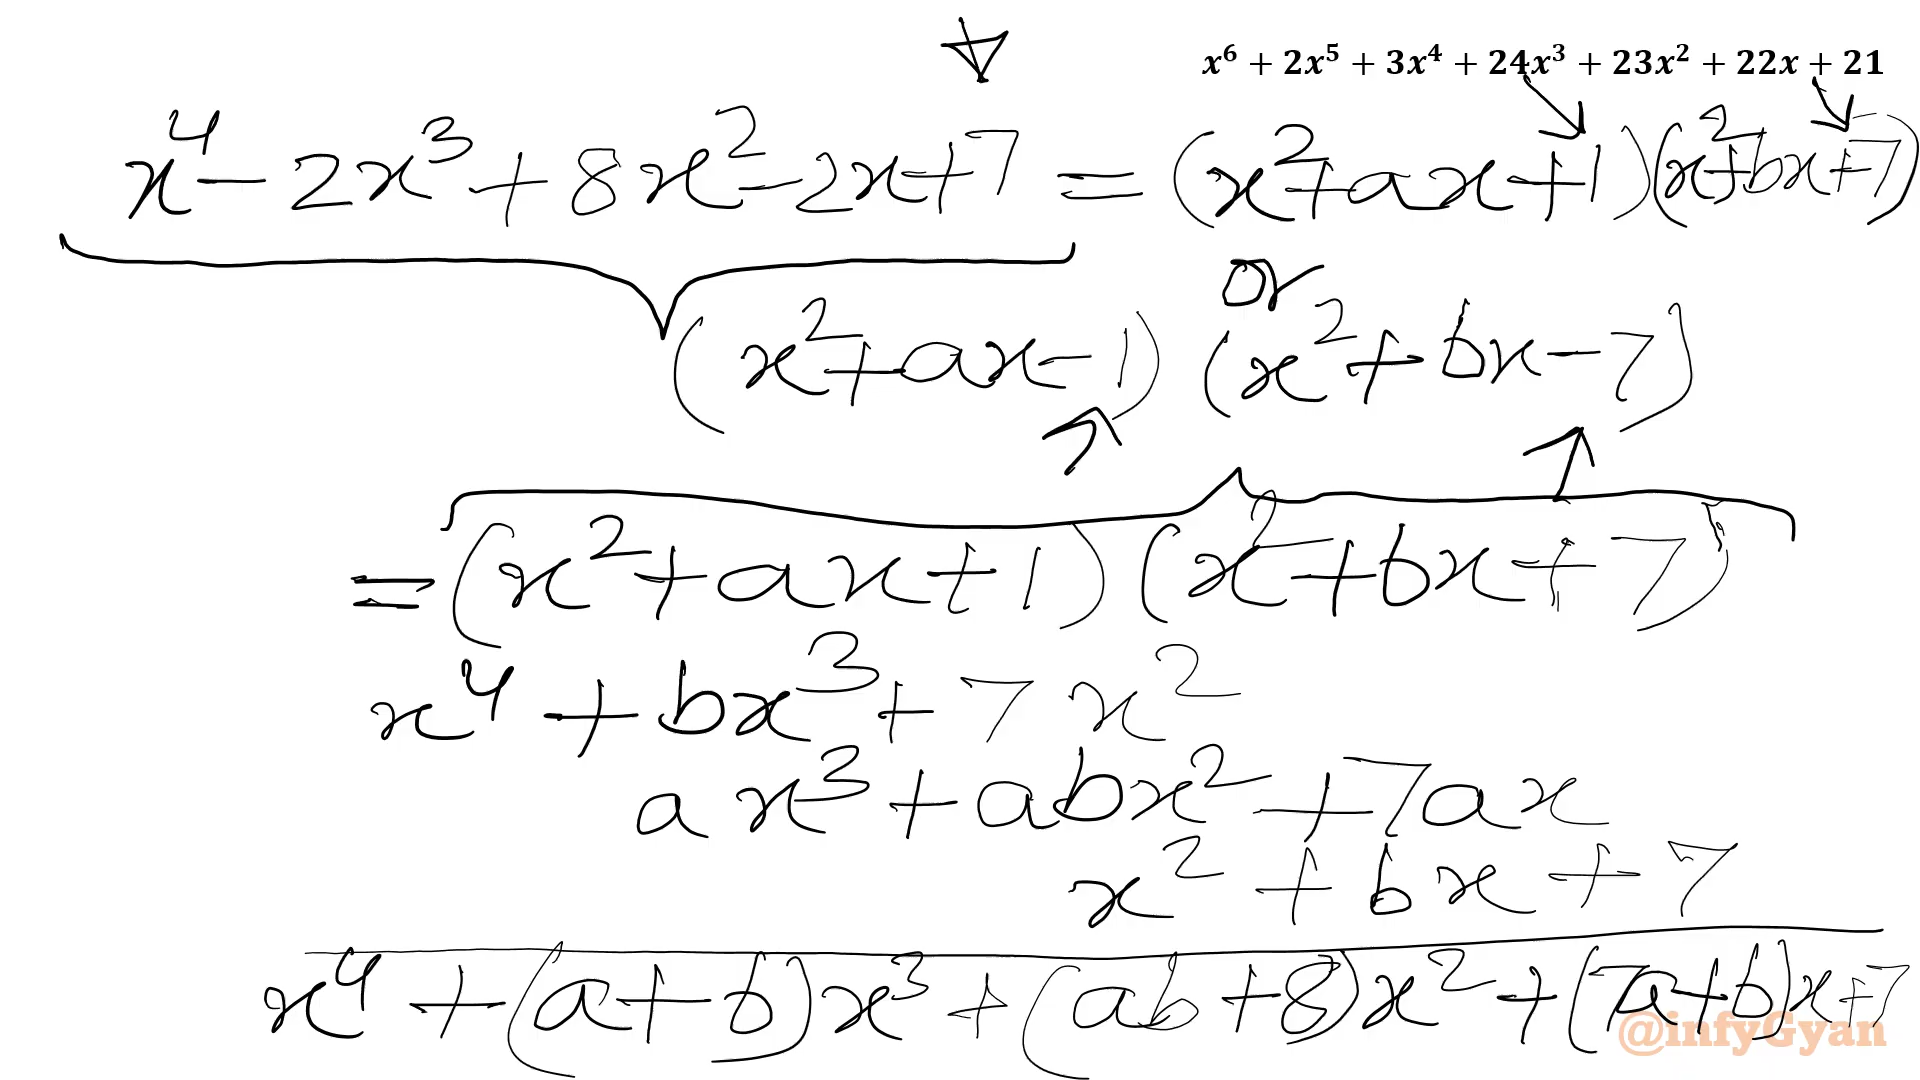 x⁶ + 2x⁵ + 3x⁴ + 24x³ + 23x² + 22x + 21
x⁴ - 2x³ + 8x² - 2x + 7 = (x² + ax + 1)(x² + bx + 7)
or
(x² + ax - 1) (x² + bx - 7)
= (x² + ax + 1)(x² + bx + 7)
x⁴ + bx³ + 7x²
ax³ + abx² + 7ax
x² + bx + 7
x⁴ + (a + b)x³ + (ab + 8)x² + (7a + b)x + 7
@infyGyan